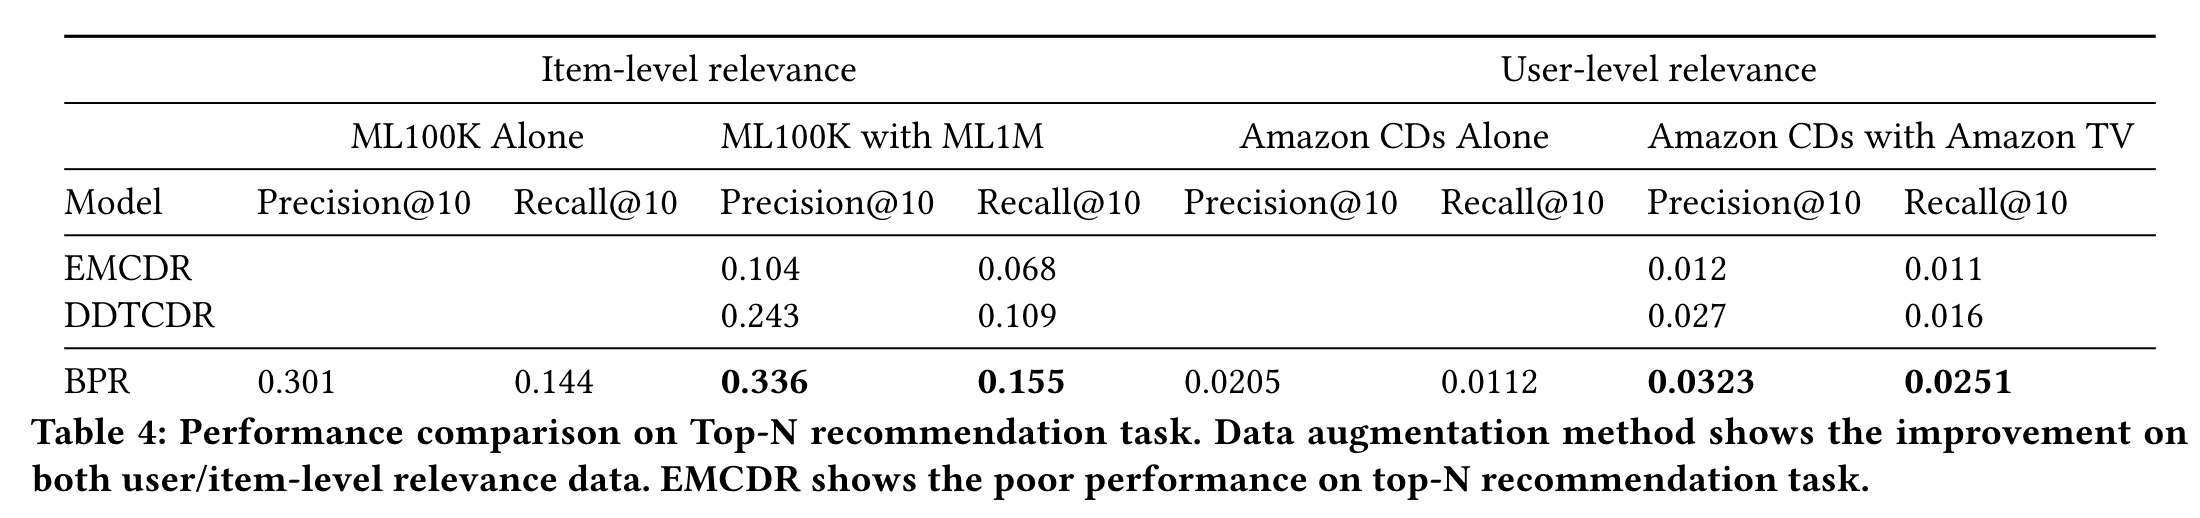 Item-level relevance User-level relevance
ML100K Alone ML100K with ML1M Amazon CDs Alone Amazon CDs with Amazon TV
Model Precision@10 Recall@10 Precision@10 Recall@10 Precision@10 Recall@10 Precision@10 Recall@10
EMCDR 0.104 0.068 0.012 0.011
DDTCDR 0.243 0.109 0.027 0.016
BPR 0.301 0.144 0.336 0.155 0.0205 0.0112 0.0323 0.0251
Table 4: Performance comparison on Top-N recommendation task. Data augmentation method shows the improvement on
both user/item-level relevance data. EMCDR shows the poor performance on top-N recommendation task.